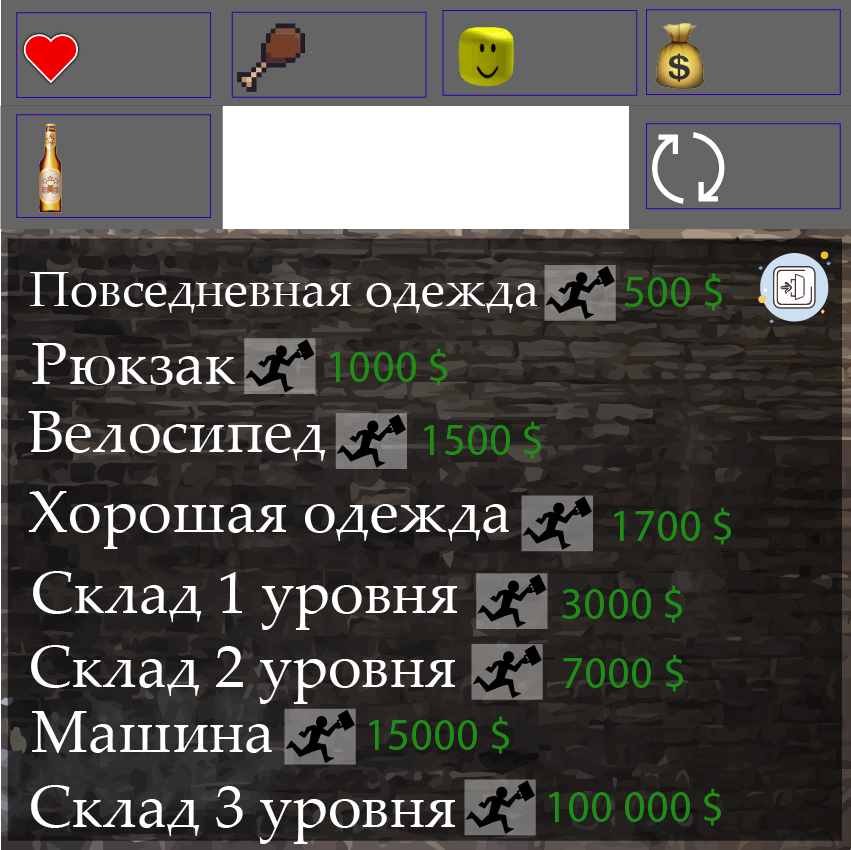 $
Повседневная одежда 500 $
Рюкзак 1000 $
Велосипед 1500 $
Хорошая одежда 1700 $
Склад 1 уровня 3000 $
Склад 2 уровня 7000 $
Машина 15000 $
Склад 3 уровня 100 000 $